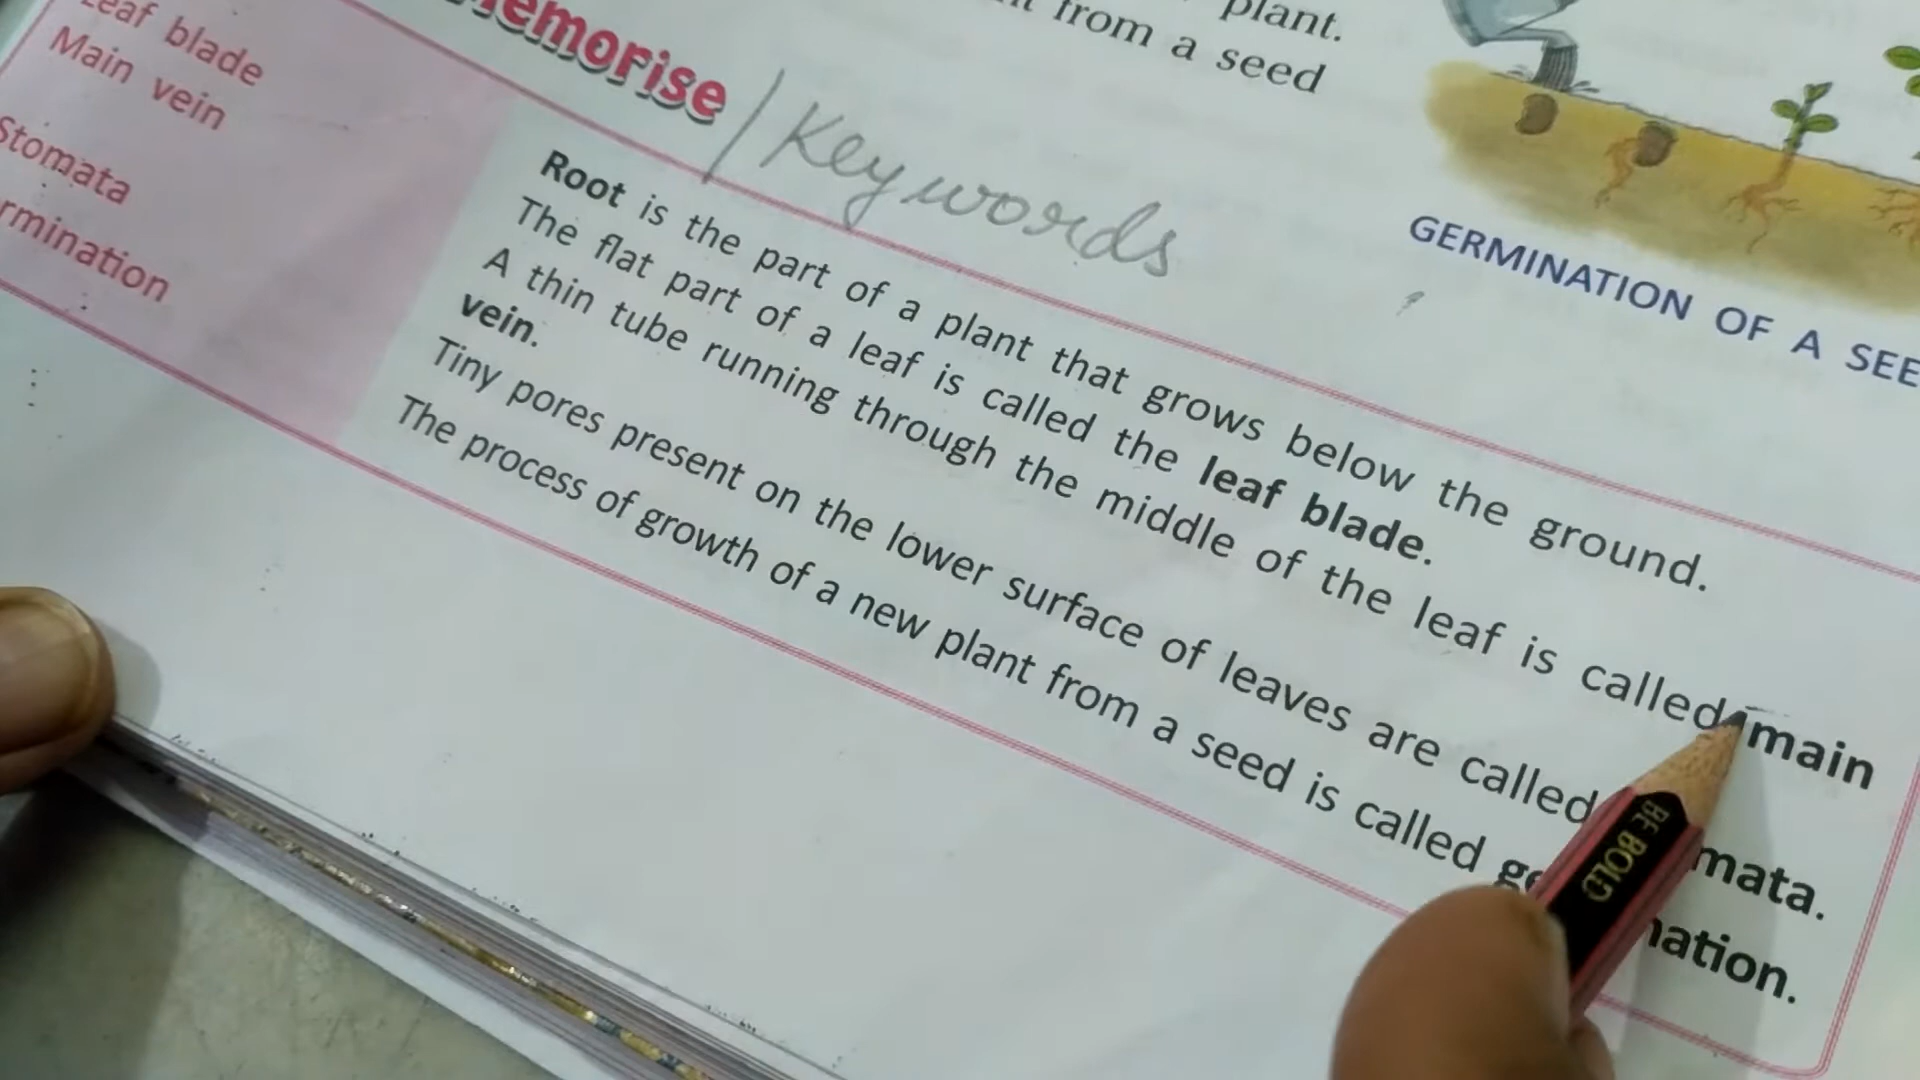 plant.
from a seed
GERMINATION OF A SEE
emorise / Keywords
Leaf blade
Main vein
Stomata
rmination
Root is the part of a plant that grows below the ground.
The flat part of a leaf is called the leaf blade.
A thin tube running through the middle of the leaf is called main
vein.
Tiny pores present on the lower surface of leaves are called mata.
The process of growth of a new plant from a seed is called ge nation.
BE BOLD